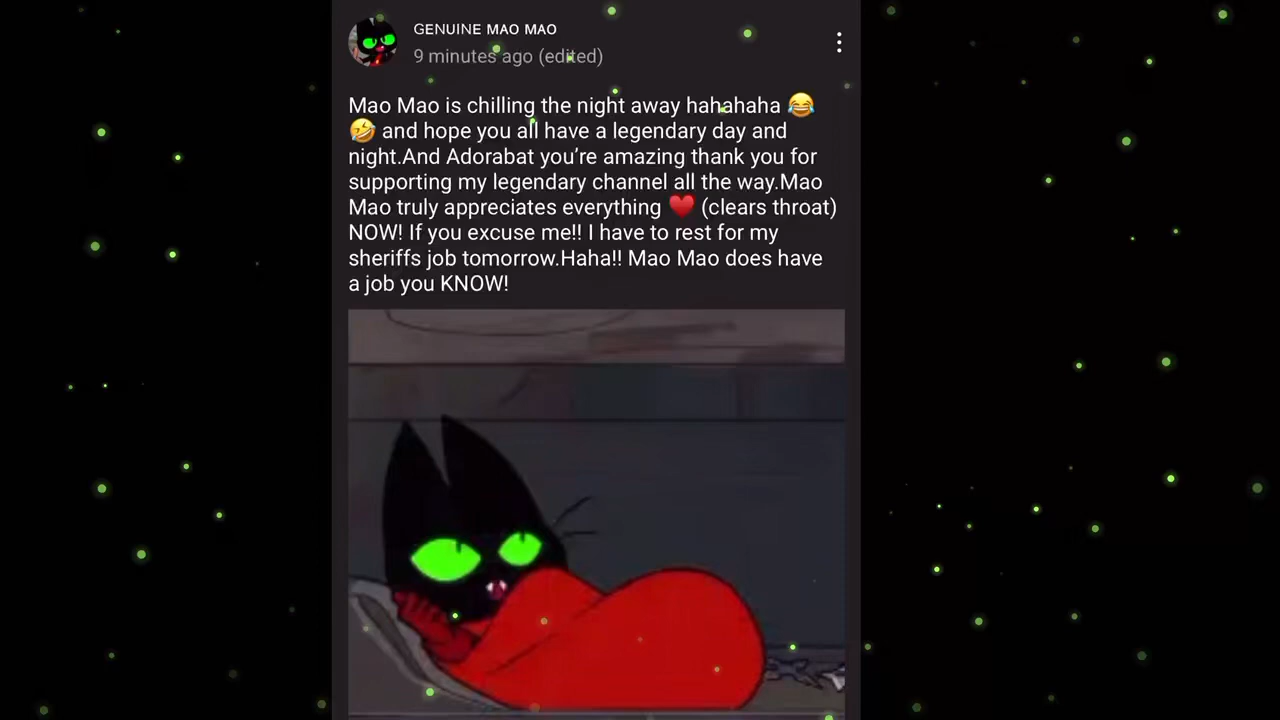 GENUINE MAO MAO
9 minutes ago (edited)
Mao Mao is chilling the night away hahahaha 😂
🤣 and hope you all have a legendary day and
night.And Adorabat you’re amazing thank you for
supporting my legendary channel all the way.Mao
Mao truly appreciates everything ♥️ (clears throat)
NOW! If you excuse me!! I have to rest for my
sheriffs job tomorrow.Haha!! Mao Mao does have
a job you KNOW!